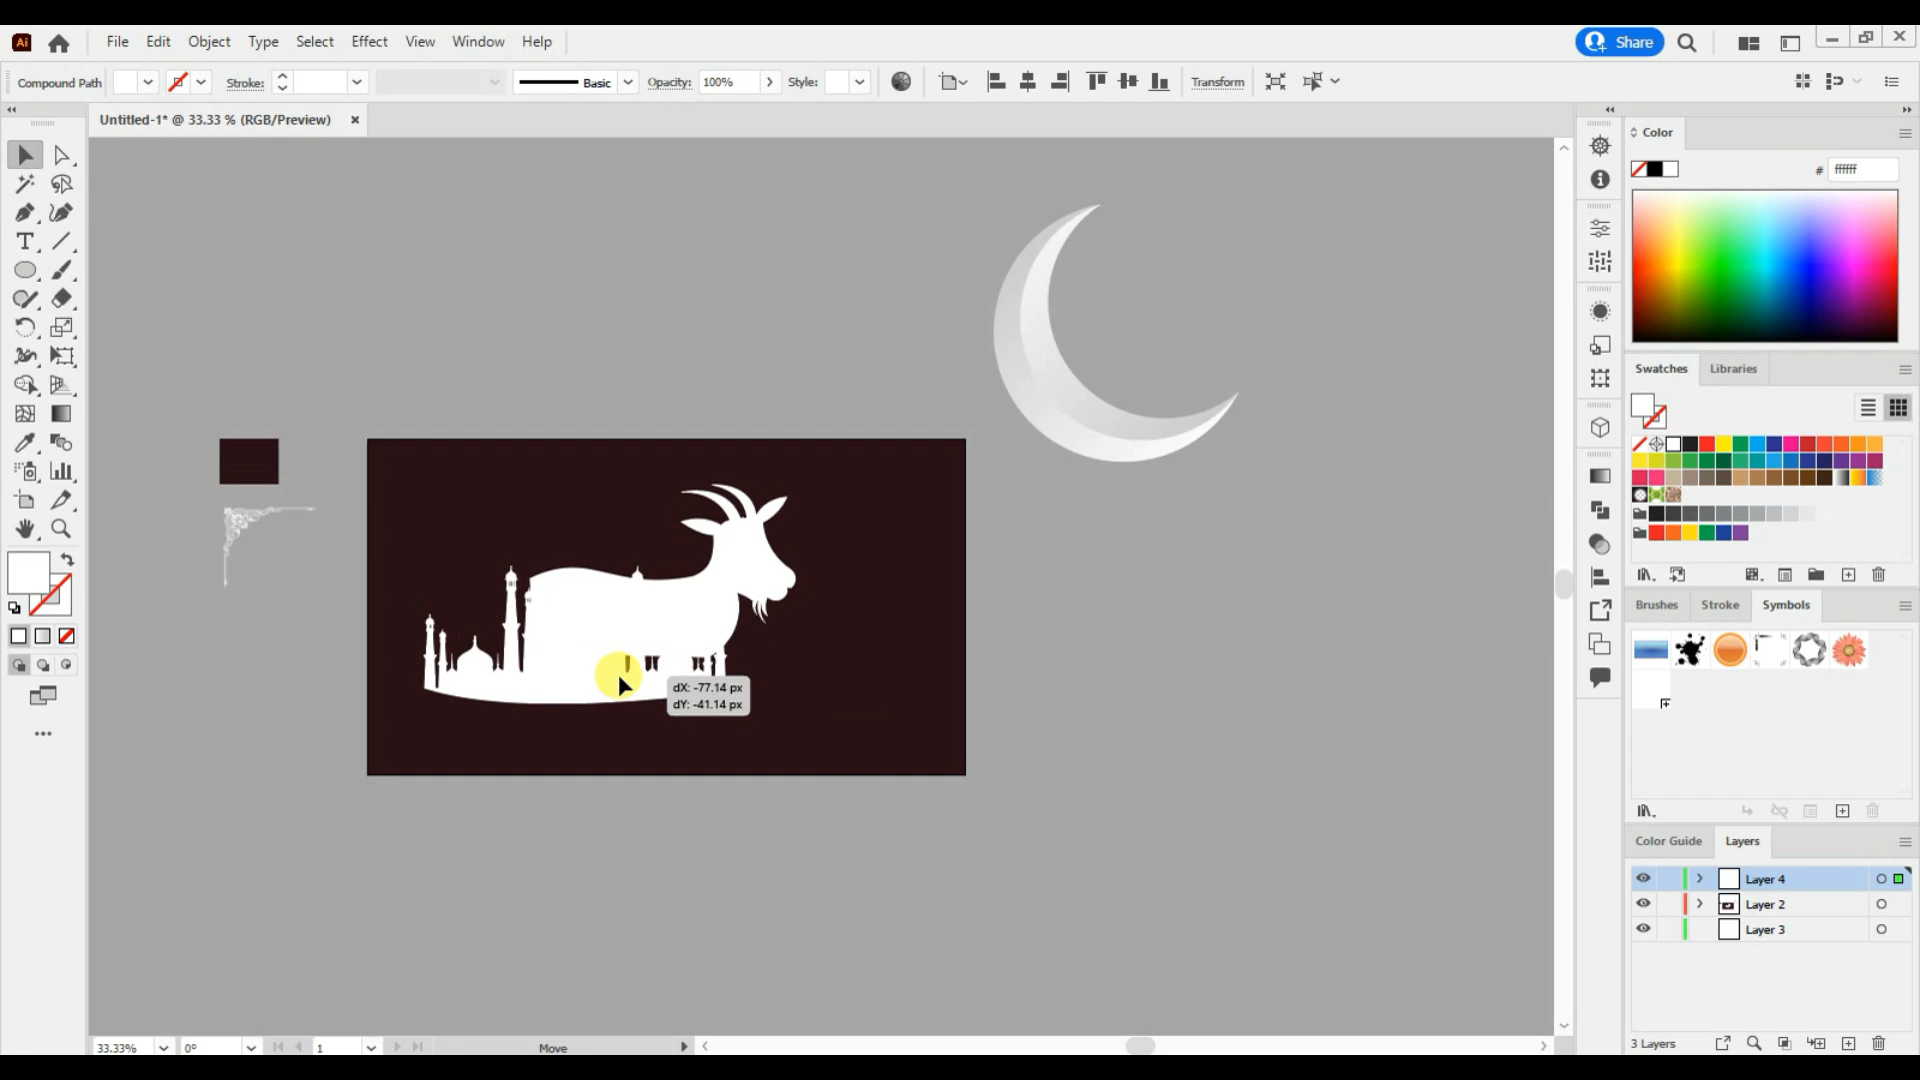 Ai
File Edit Object Type Select Effect View Window Help
Share
Compound Path
Stroke:
Basic
Opacity: 100%
Style:
Transform
Untitled-1* @ 33.33 % (RGB/Preview)
Color
# ffffff
Swatches Libraries
dX: -77.14 px
dY: -41.14 px
Brushes Stroke Symbols
Color Guide Layers
Layer 4
Layer 2
Layer 3
3 Layers
33.33% 0° 1 Move